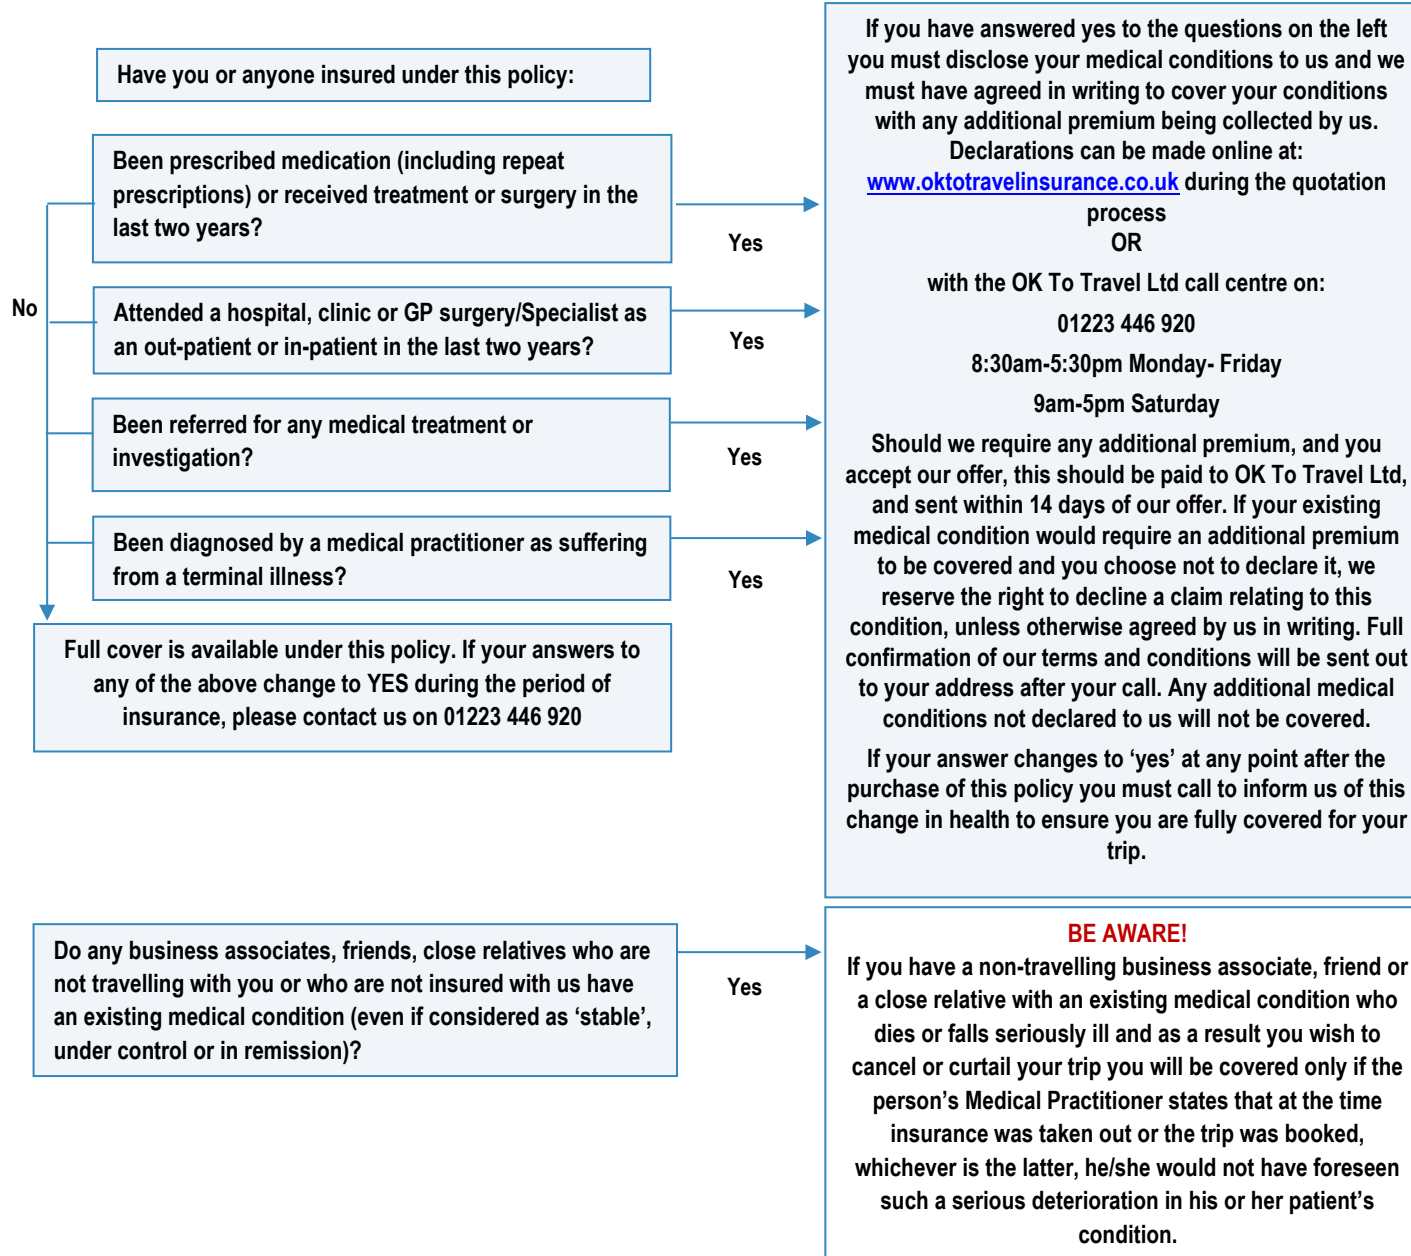 Have you or anyone insured under this policy:
Been prescribed medication (including repeat
prescriptions) or received treatment or surgery in the
last two years?
Yes
No
Attended a hospital, clinic or GP surgery/Specialist as
an out-patient or in-patient in the last two years?
Yes
Been referred for any medical treatment or
investigation?
Yes
Been diagnosed by a medical practitioner as suffering
from a terminal illness?
Yes
Full cover is available under this policy. If your answers to
any of the above change to YES during the period of
insurance, please contact us on 01223 446 920
If you have answered yes to the questions on the left
you must disclose your medical conditions to us and we
must have agreed in writing to cover your conditions
with any additional premium being collected by us.
Declarations can be made online at:
www.oktotravelinsurance.co.uk during the quotation
process
OR
with the OK To Travel Ltd call centre on:
01223 446 920
8:30am-5:30pm Monday- Friday
9am-5pm Saturday
Should we require any additional premium, and you
accept our offer, this should be paid to OK To Travel Ltd,
and sent within 14 days of our offer. If your existing
medical condition would require an additional premium
to be covered and you choose not to declare it, we
reserve the right to decline a claim relating to this
condition, unless otherwise agreed by us in writing. Full
confirmation of our terms and conditions will be sent out
to your address after your call. Any additional medical
conditions not declared to us will not be covered.
If your answer changes to ‘yes’ at any point after the
purchase of this policy you must call to inform us of this
change in health to ensure you are fully covered for your
trip.
Do any business associates, friends, close relatives who are
not travelling with you or who are not insured with us have
an existing medical condition (even if considered as ‘stable’,
under control or in remission)?
Yes
BE AWARE!
If you have a non-travelling business associate, friend or
a close relative with an existing medical condition who
dies or falls seriously ill and as a result you wish to
cancel or curtail your trip you will be covered only if the
person’s Medical Practitioner states that at the time
insurance was taken out or the trip was booked,
whichever is the latter, he/she would not have foreseen
such a serious deterioration in his or her patient’s
condition.